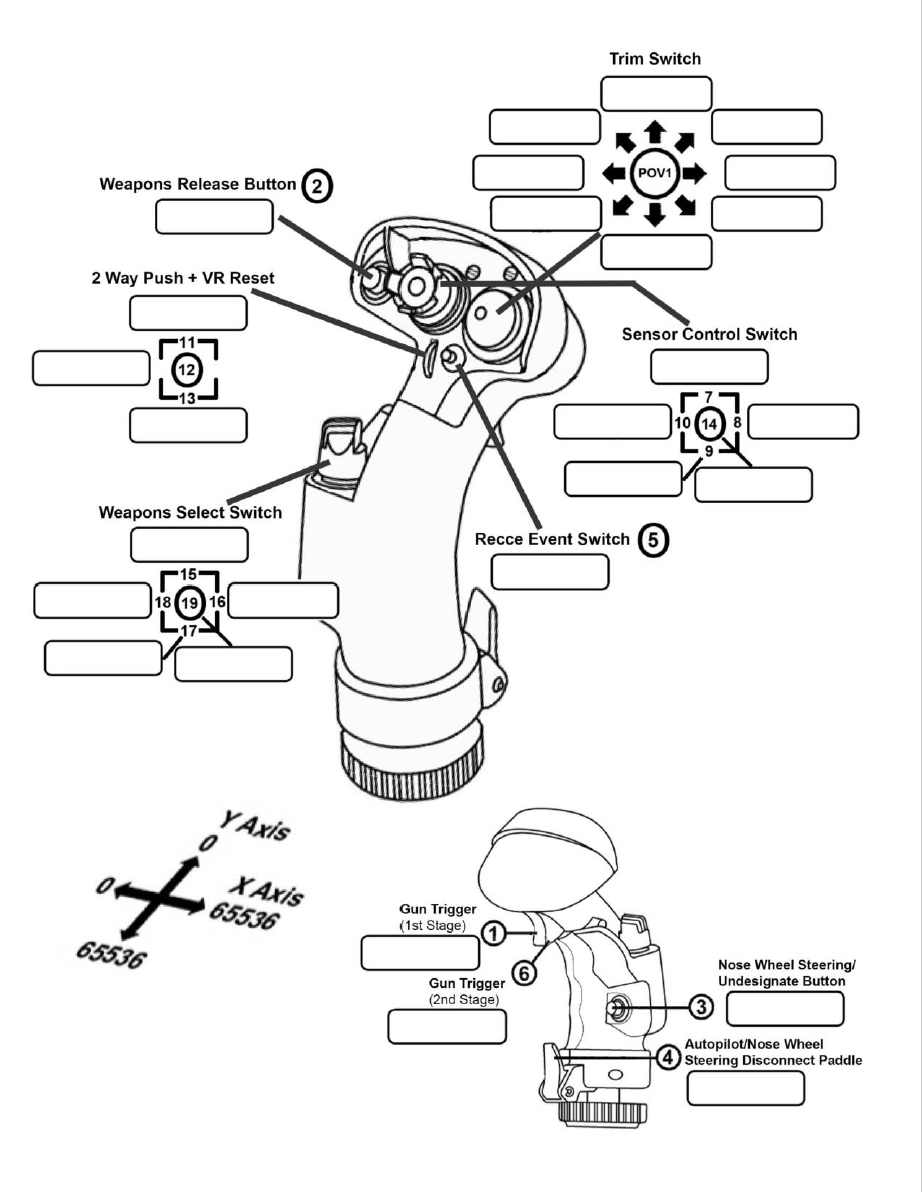 Trim Switch
POV1
Weapons Release Button 2
2 Way Push + VR Reset
11
12
13
Sensor Control Switch
7
10 14 8
9
Weapons Select Switch
15
18 19 16
17
Recce Event Switch 5
Y Axis
0
0
X Axis
65536
65536
Gun Trigger
(1st Stage)
1
6
Gun Trigger
(2nd Stage)
Nose Wheel Steering/
Undesignate Button
3
Autopilot/Nose Wheel
4 Steering Disconnect Paddle